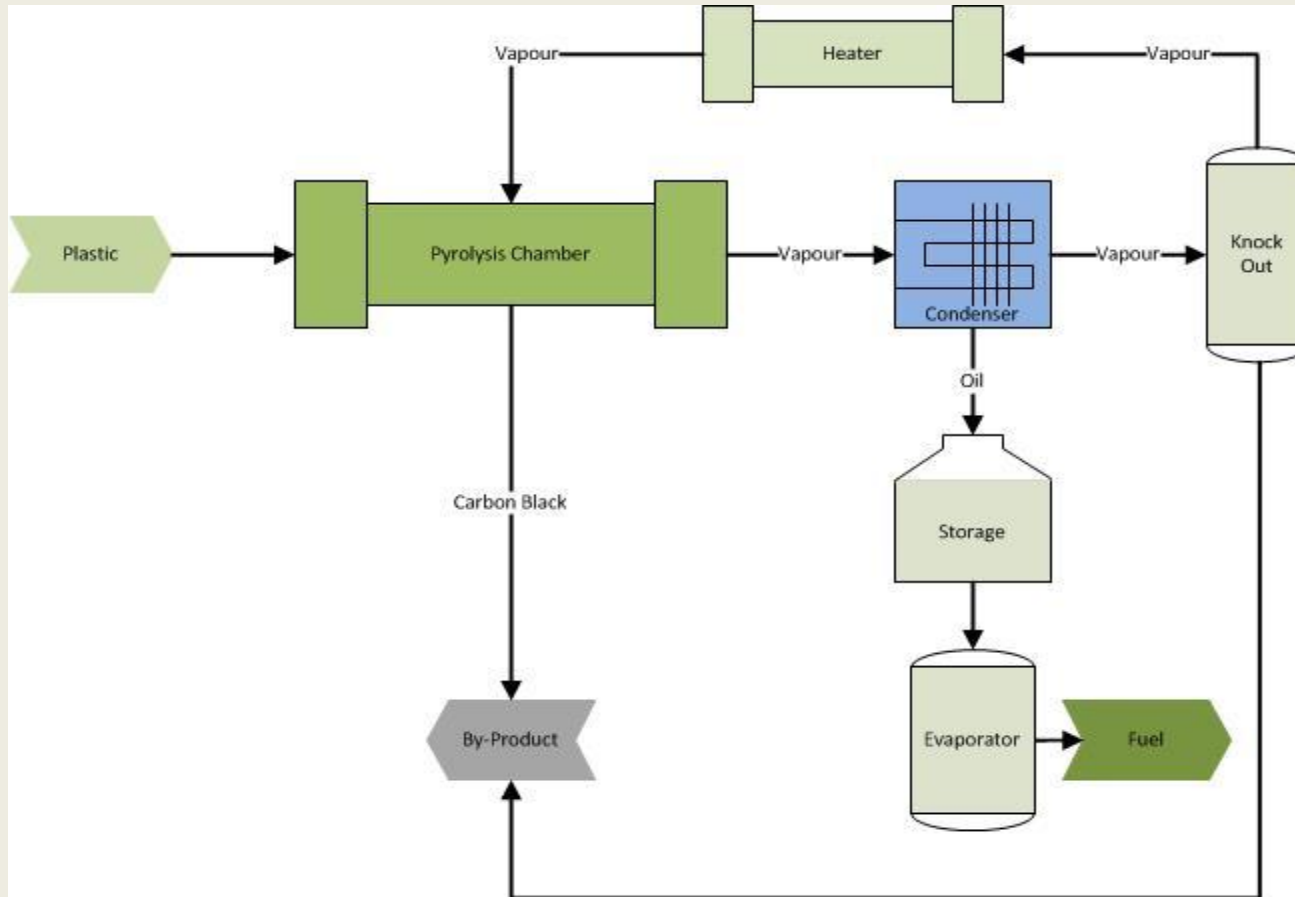 Vapour
Heater
Vapour
Plastic
Pyrolysis Chamber
Vapour
Condenser
Vapour
Knock
Out
Oil
Carbon Black
Storage
By-Product
Evaporator
Fuel